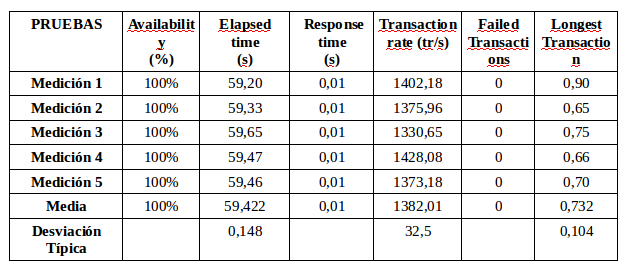 PRUEBAS Availabilit Elapsed Response Transaction Failed Longest
y time time rate (tr/s) Transacti Transactio
(%) (s) (s) ons n
Medición 1 100% 59,20 0,01 1402,18 0 0,90
Medición 2 100% 59,33 0,01 1375,96 0 0,65
Medición 3 100% 59,65 0,01 1330,65 0 0,75
Medición 4 100% 59,47 0,01 1428,08 0 0,66
Medición 5 100% 59,46 0,01 1373,18 0 0,70
Media 100% 59,422 0,01 1382,01 0 0,732
Desviación 0,148 32,5 0,104
Típica